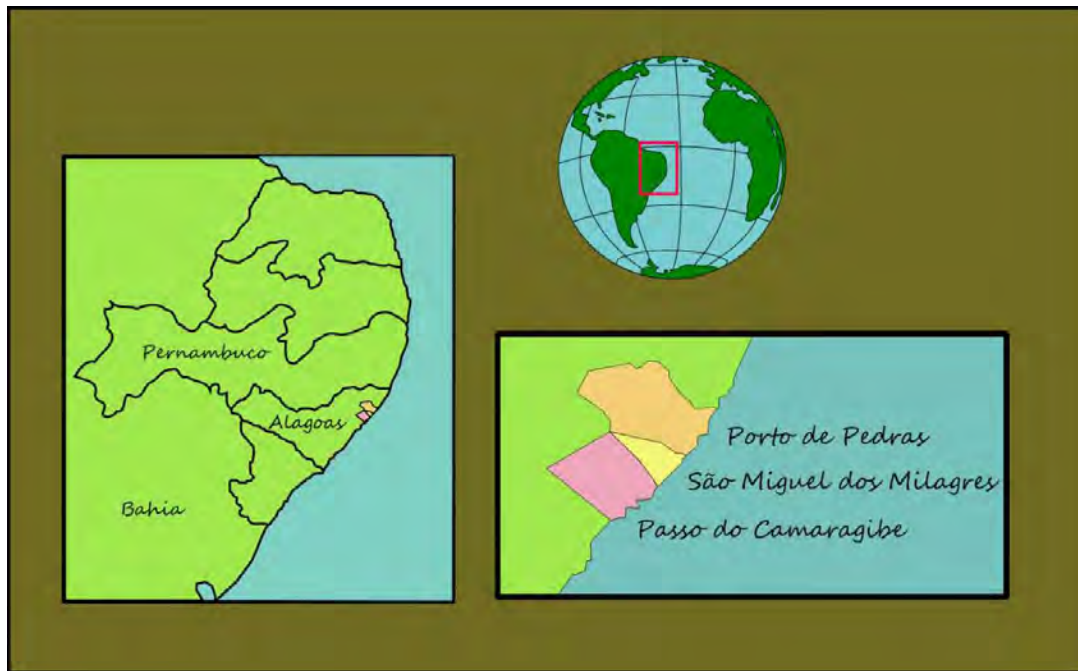 Pernambuco
Alagoas
Bahia
Porto de Pedras
São Miguel dos Milagres
Passo do Camaragibe